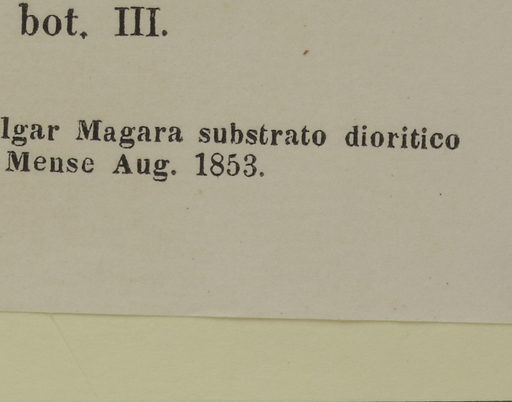 bot. III.
lgar Magara substrato dioritico
Mense Aug. 1853.